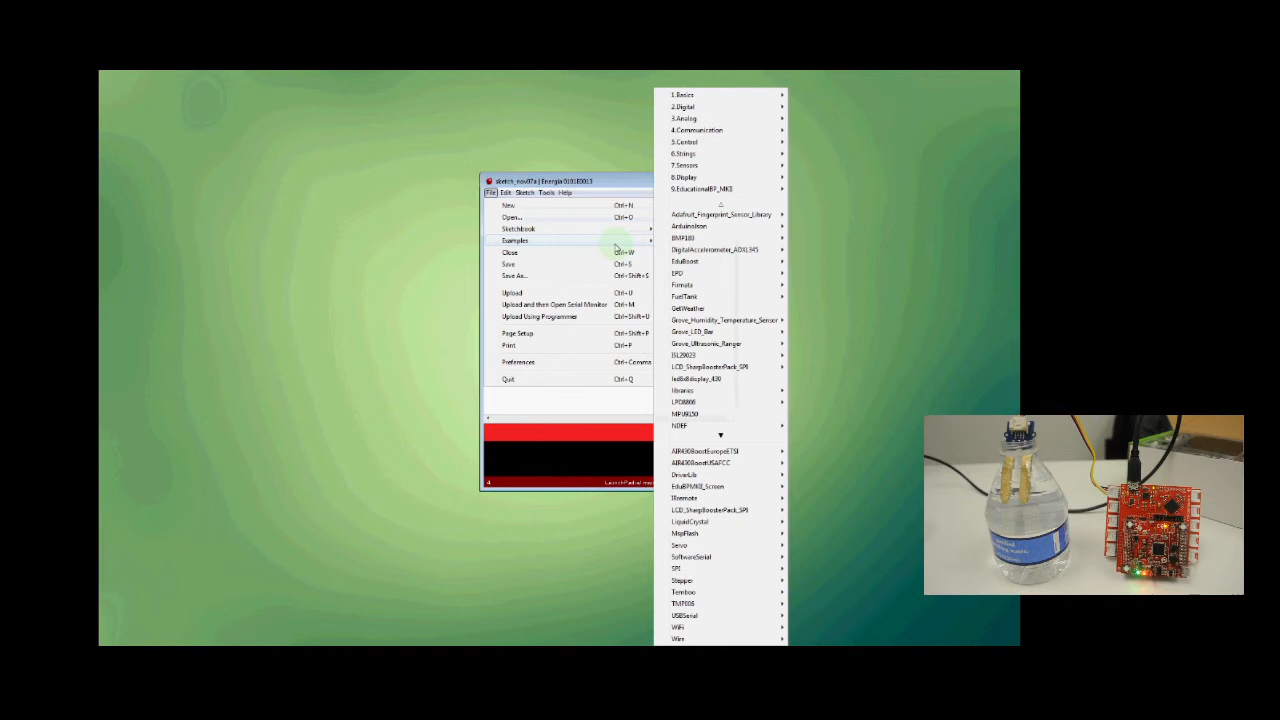 sketch_nov07a | Energia 0101E0013
File Edit Sketch Tools Help
New Ctrl+N
Open... Ctrl+O
Sketchbook
Examples
Close Ctrl+W
Save Ctrl+S
Save As... Ctrl+Shift+S
Upload Ctrl+U
Upload and then Open Serial Monitor Ctrl+M
Upload Using Programmer Ctrl+Shift+U
Page Setup Ctrl+Shift+P
Print Ctrl+P
Preferences Ctrl+Comma
Quit Ctrl+Q
4
1.Basics
2.Digital
3.Analog
4.Communication
5.Control
6.Strings
7.Sensors
8.Display
9.EducationalBP_MKII
Adafruit_Fingerprint_Sensor_Library
ArduinoJson
BMP180
DigitalAccelerometer_ADXL345
EduBoost
EPD
Firmata
FuelTank
GetWeather
Grove_Humidity_Temperature_Sensor
Grove_LED_Bar
Grove_Ultrasonic_Ranger
ISL29023
LCD_SharpBoosterPack_SPI
led8x8display_430
libraries
LPD8806
MPU9150
NDEF
AIR430BoostEuropeETSI
AIR430BoostUSAFCC
DriverLib
EduBPMKII_Screen
IRremote
LCD_SharpBoosterPack_SPI
LiquidCrystal
MspFlash
Servo
SoftwareSerial
SPI
Stepper
Temboo
TMP006
USBSerial
WiFi
Wire